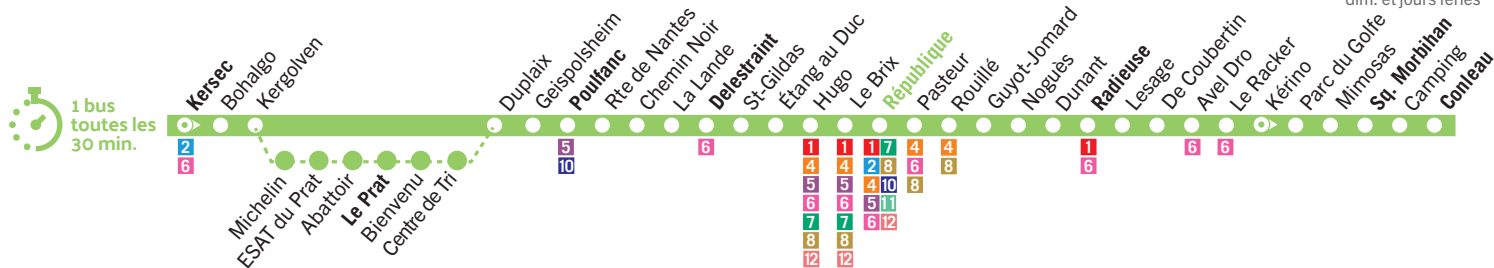 dim. et jours fériés
1 bus
toutes les
30 min.
Kersec
Bohalgo
Kergolven
Duplaix
Geispolsheim
Poulfanc
Rte de Nantes
Chemin Noir
La Lande
Delestraint
St-Gildas
Étang au Duc
Hugo
Le Brix
République
Pasteur
Rouillé
Guyot-Jomard
Noguès
Dunant
Radieuse
Lesage
De Coubertin
Avel Dro
Le Racker
Kérino
Parc du Golfe
Mimosas
Sq. Morbihan
Camping
Conleau
2
6
5
10
6
1
4
5
6
7
8
12
1
4
5
6
7
8
12
1 7
2 8
4 10
5 11
6 12
4
6
8
4
8
1
6
6
6
Michelin
ESAT du Prat
Abattoir
Le Prat
Bienvenu
Centre de Tri